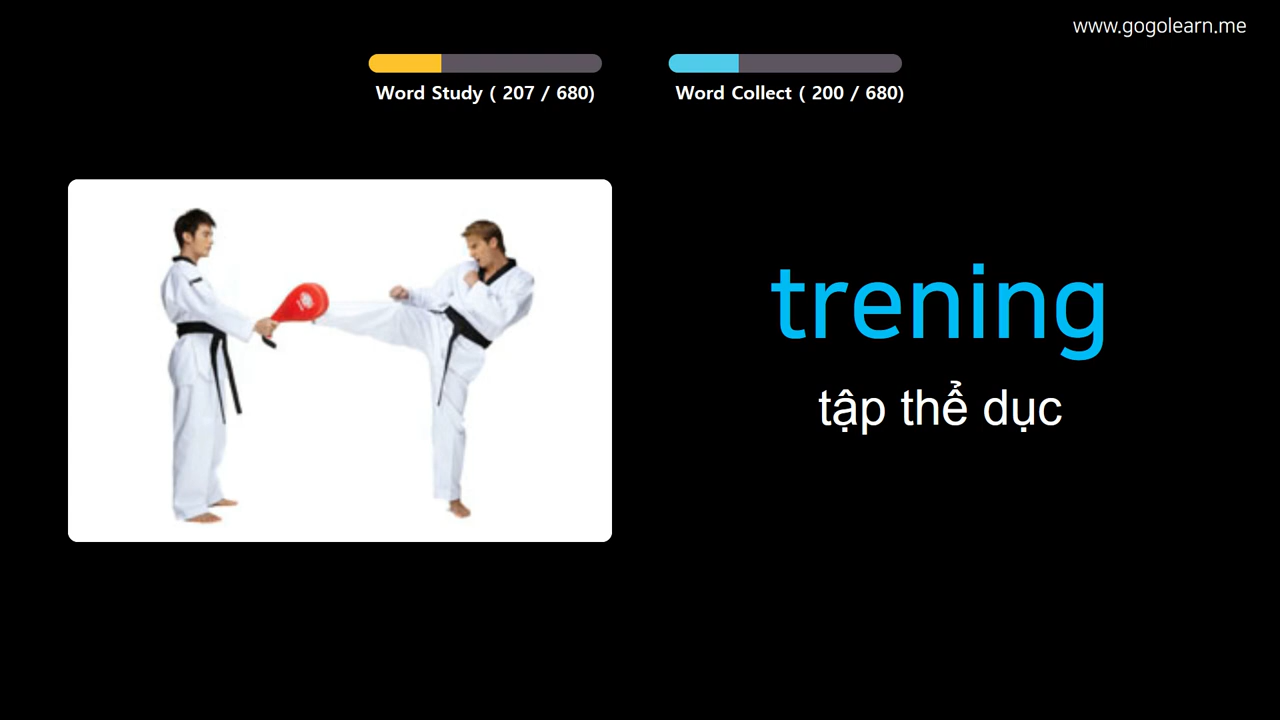 www.gogolearn.me
Word Study ( 207 / 680)
Word Collect ( 200 / 680)
trening
tập thể dục